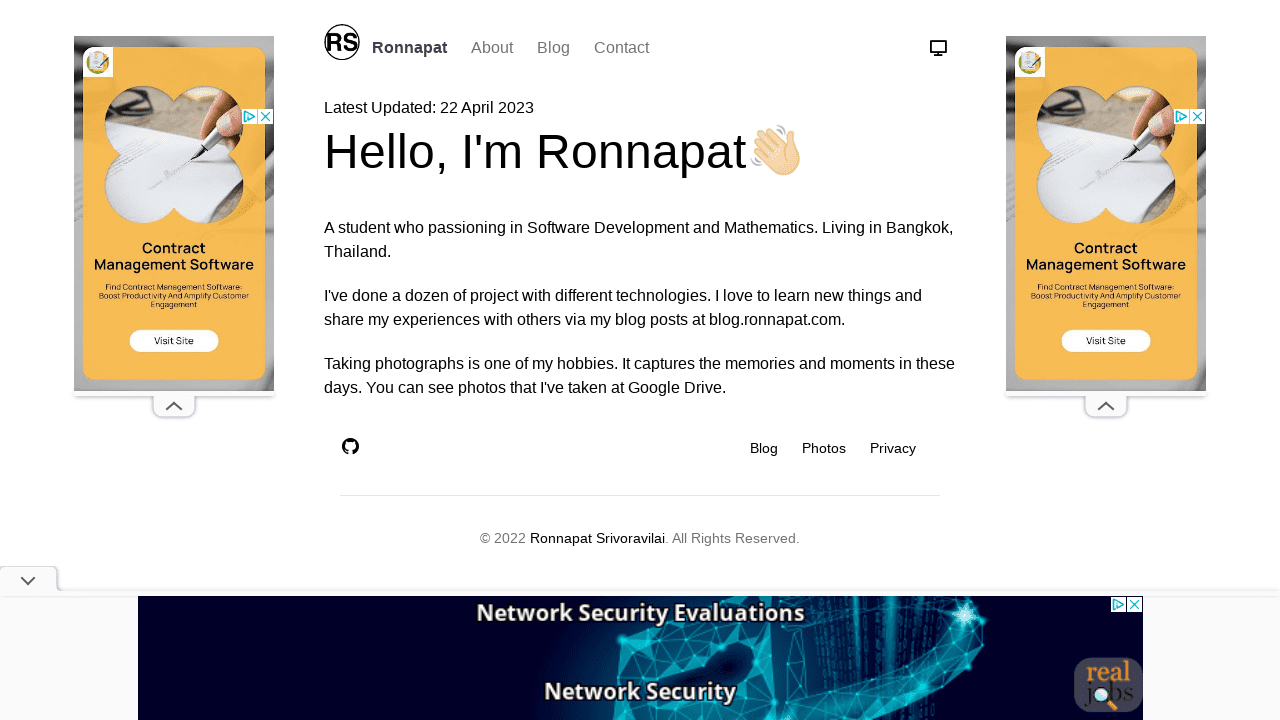 RS Ronnapat About Blog Contact
Latest Updated: 22 April 2023
Hello, I'm Ronnapat
A student who passioning in Software Development and Mathematics. Living in Bangkok,
Thailand.
I've done a dozen of project with different technologies. I love to learn new things and
share my experiences with others via my blog posts at blog.ronnapat.com.
Taking photographs is one of my hobbies. It captures the memories and moments in these
days. You can see photos that I've taken at Google Drive.
Blog Photos Privacy
© 2022 Ronnapat Srivoravilai. All Rights Reserved.
Contract
Management Software
Find Contract Management Software:
Boost Productivity And Amplify Customer
Engagement
Visit Site
Contract
Management Software
Find Contract Management Software:
Boost Productivity And Amplify Customer
Engagement
Visit Site
Network Security Evaluations
Network Security
real
jobs